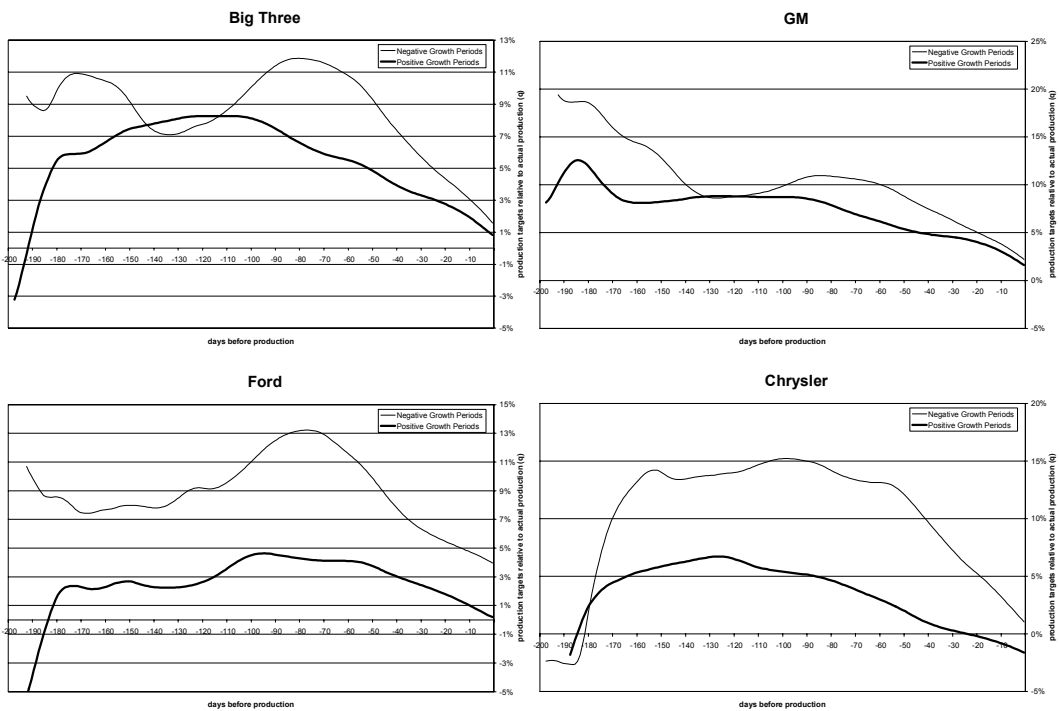 Big Three
Negative Growth Periods
Positive Growth Periods
13%
11%
9%
7%
5%
3%
1%
-1%
-3%
-5%
-200 -190 -180 -170 -160 -150 -140 -130 -120 -110 -100 -90 -80 -70 -60 -50 -40 -30 -20 -10
production targets relative to actual production (q)
days before production
GM
Negative Growth Periods
Positive Growth Periods
25%
20%
15%
10%
5%
0%
-5%
-200 -190 -180 -170 -160 -150 -140 -130 -120 -110 -100 -90 -80 -70 -60 -50 -40 -30 -20 -10
production targets relative to actual production (q)
days before production
Ford
Negative Growth Periods
Positive Growth Periods
15%
13%
11%
9%
7%
5%
3%
1%
-1%
-3%
-5%
-200 -190 -180 -170 -160 -150 -140 -130 -120 -110 -100 -90 -80 -70 -60 -50 -40 -30 -20 -10
production targets relative to actual production (q)
days before production
Chrysler
Negative Growth Periods
Positive Growth Periods
20%
15%
10%
5%
0%
-5%
-200 -190 -180 -170 -160 -150 -140 -130 -120 -110 -100 -90 -80 -70 -60 -50 -40 -30 -20 -10
production targets relative to actual production (q)
days before production